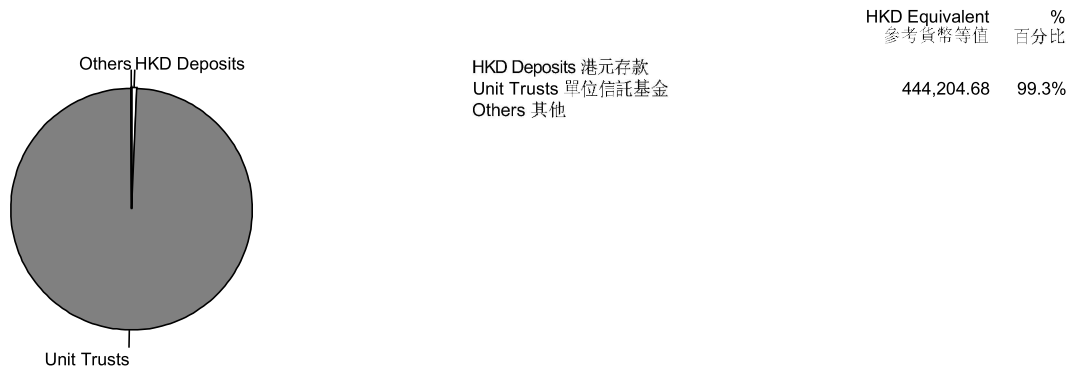 HKD Equivalent %
參考貨幣等值 百分比
Others HKD Deposits
HKD Deposits 港元存款
Unit Trusts 單位信託基金 444,204.68 99.3%
Others 其他
Unit Trusts